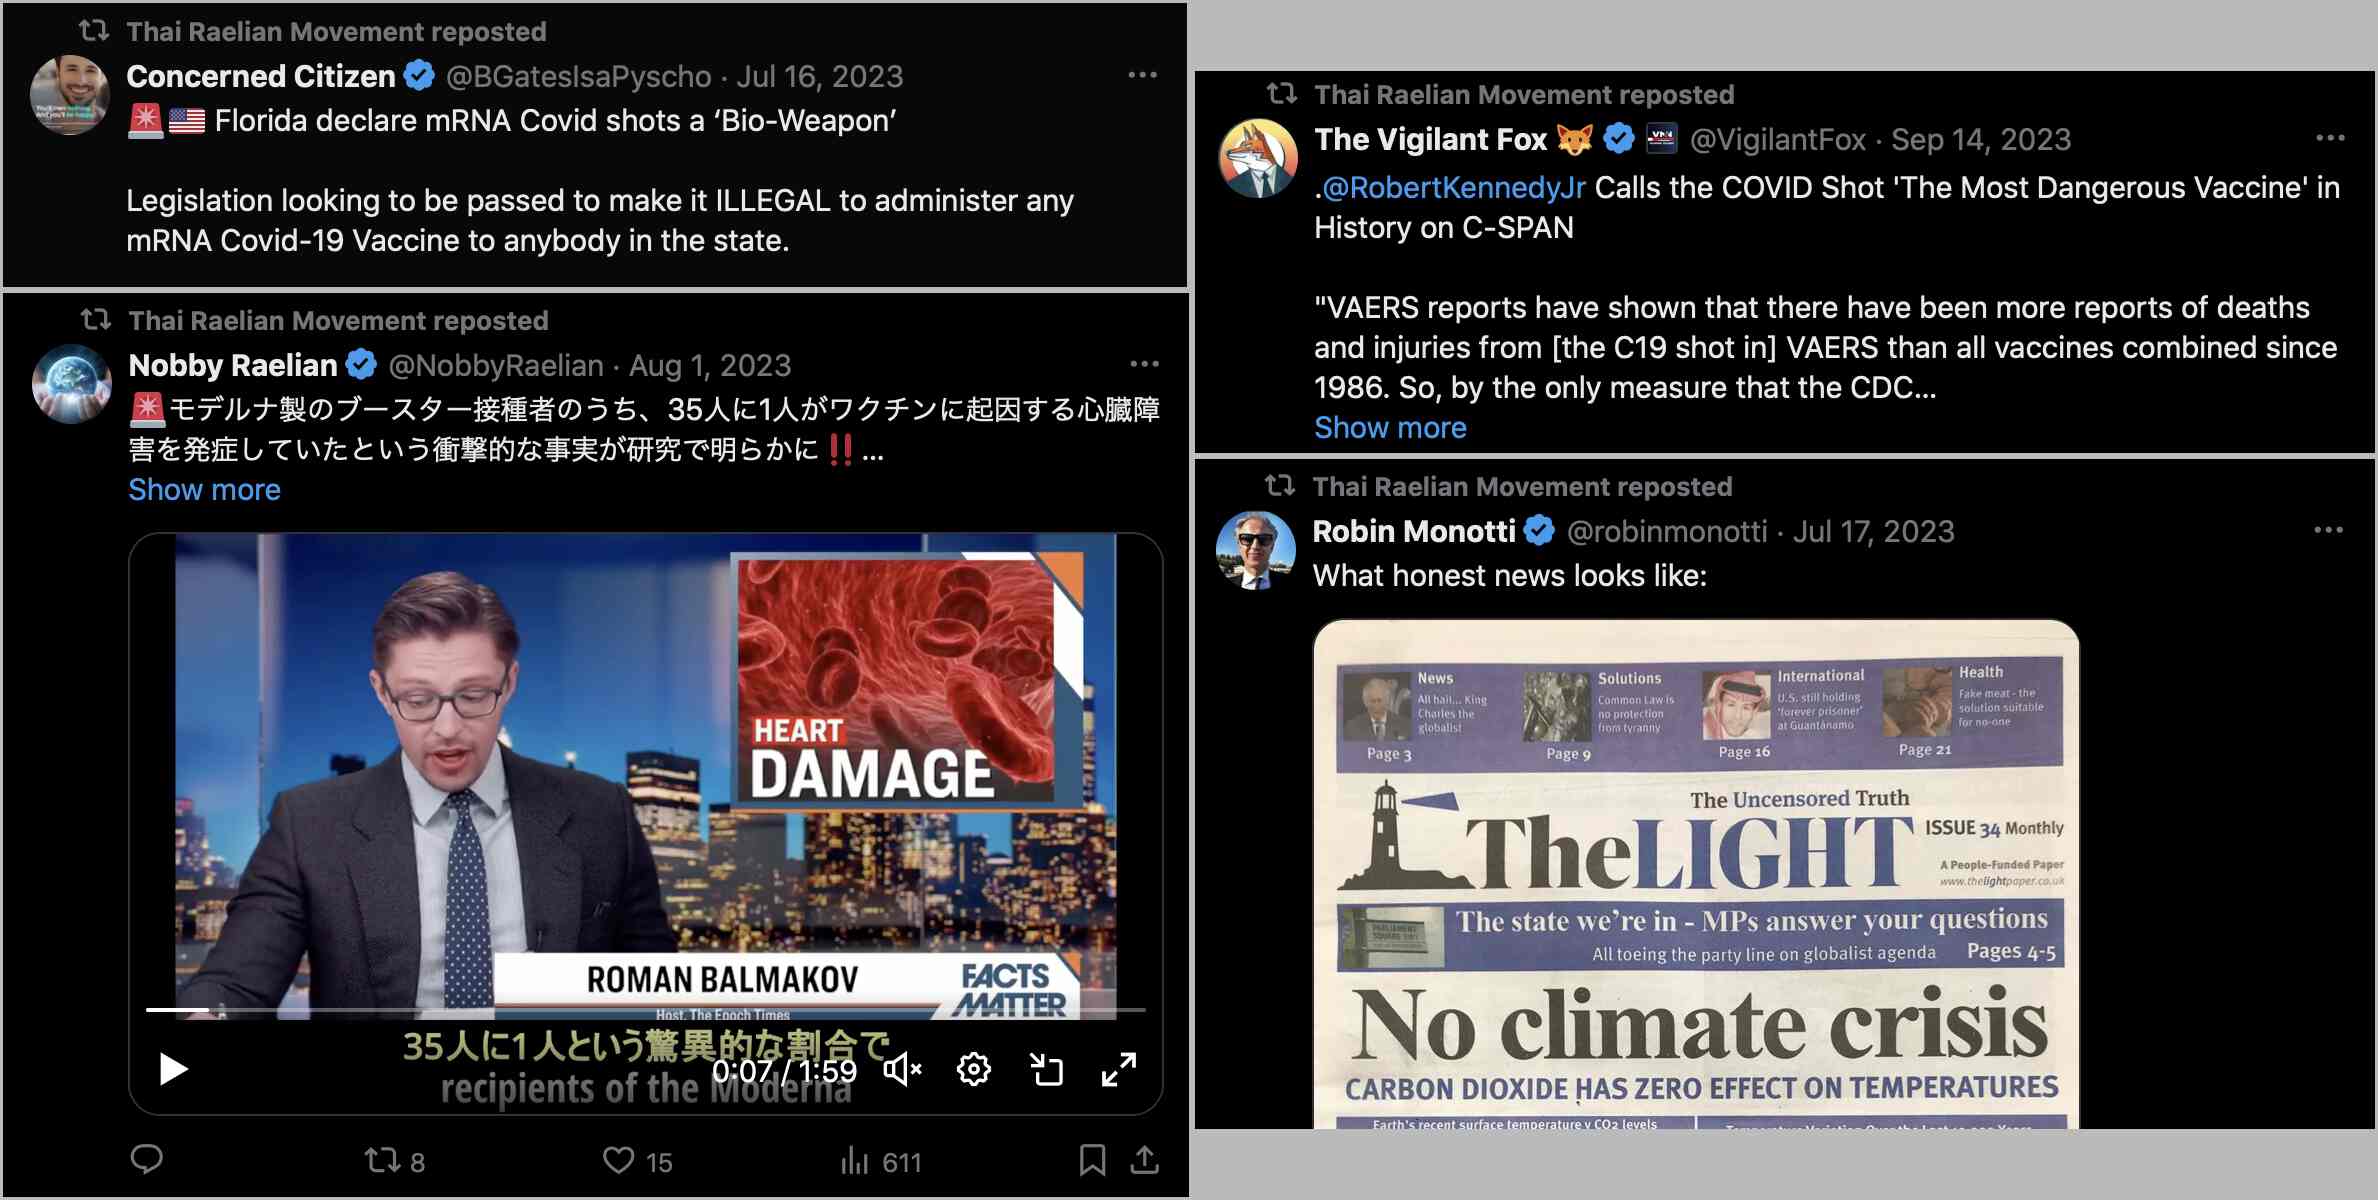 Thai Raelian Movement reposted
Concerned Citizen @BGatesIsaPyscho · Jul 16, 2023
🚨🇺🇸 Florida declare mRNA Covid shots a ‘Bio-Weapon’
Legislation looking to be passed to make it ILLEGAL to administer any
mRNA Covid-19 Vaccine to anybody in the state.
Thai Raelian Movement reposted
Nobby Raelian @NobbyRaelian · Aug 1, 2023
🚨モデルナ製のブースター接種者のうち、35人に1人がワクチンに起因する心臓障
害を発症していたという衝撃的な事実が研究で明らかに‼️...
Show more
HEART
DAMAGE
ROMAN BALMAKOV
FACTS
MATTER
Host, The Epoch Times
35人に1人という驚異的な割合で
0:07 / 1:59
recipients of the Moderna
8
15
611
Thai Raelian Movement reposted
The Vigilant Fox 🦊 @VigilantFox · Sep 14, 2023
.@RobertKennedyJr Calls the COVID Shot 'The Most Dangerous Vaccine' in
History on C-SPAN
"VAERS reports have shown that there have been more reports of deaths
and injuries from [the C19 shot in] VAERS than all vaccines combined since
1986. So, by the only measure that the CDC...
Show more
Thai Raelian Movement reposted
Robin Monotti @robinmonotti · Jul 17, 2023
What honest news looks like:
News
All hail... King
Charles the
globalist
Page 3
Solutions
Common Law is
no protection
from tyranny
Page 9
International
U.S. still holding
'forever prisoner'
at Guantánamo
Page 16
Health
Fake meat - the
solution suitable
for no-one
Page 21
The Uncensored Truth
TheLIGHT
ISSUE 34 Monthly
A People-Funded Paper
www.thelightpaper.co.uk
The state we're in - MPs answer your questions
All toeing the party line on globalist agenda Pages 4-5
No climate crisis
CARBON DIOXIDE HAS ZERO EFFECT ON TEMPERATURES
Earth's recent surface temperature v CO2 levels